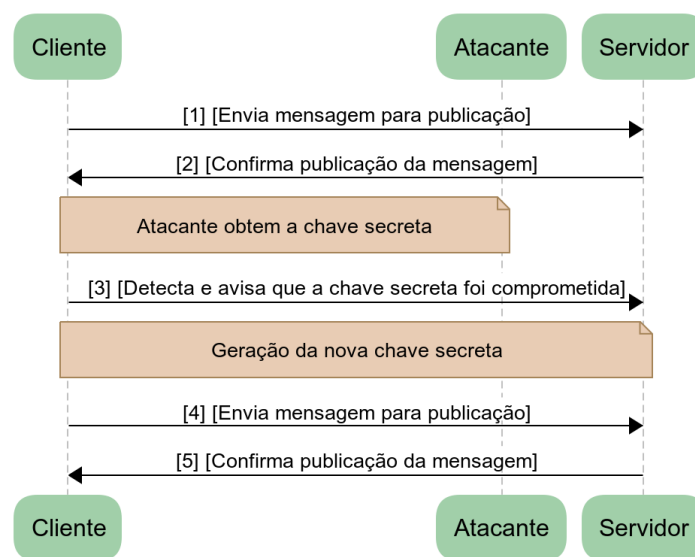 Cliente
Atacante
Servidor
[1] [Envia mensagem para publicação]
[2] [Confirma publicação da mensagem]
Atacante obtem a chave secreta
[3] [Detecta e avisa que a chave secreta foi comprometida]
Geração da nova chave secreta
[4] [Envia mensagem para publicação]
[5] [Confirma publicação da mensagem]
Cliente
Atacante
Servidor